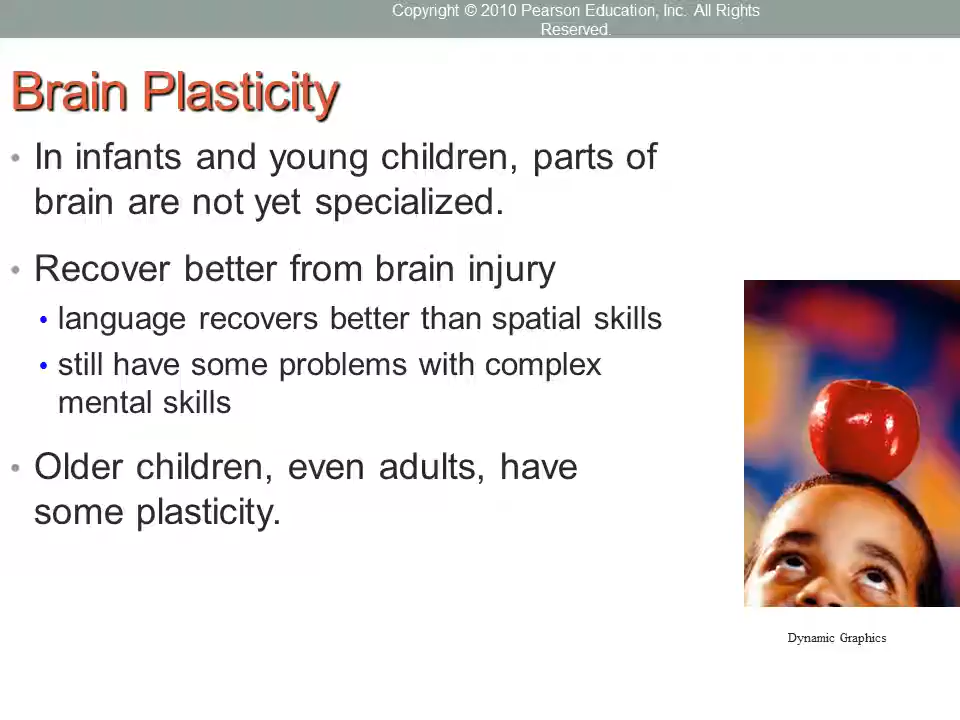 Copyright © 2010 Pearson Education, Inc. All Rights
Reserved.
Brain Plasticity
• In infants and young children, parts of
brain are not yet specialized.
• Recover better from brain injury
• language recovers better than spatial skills
• still have some problems with complex
mental skills
• Older children, even adults, have
some plasticity.
Dynamic Graphics